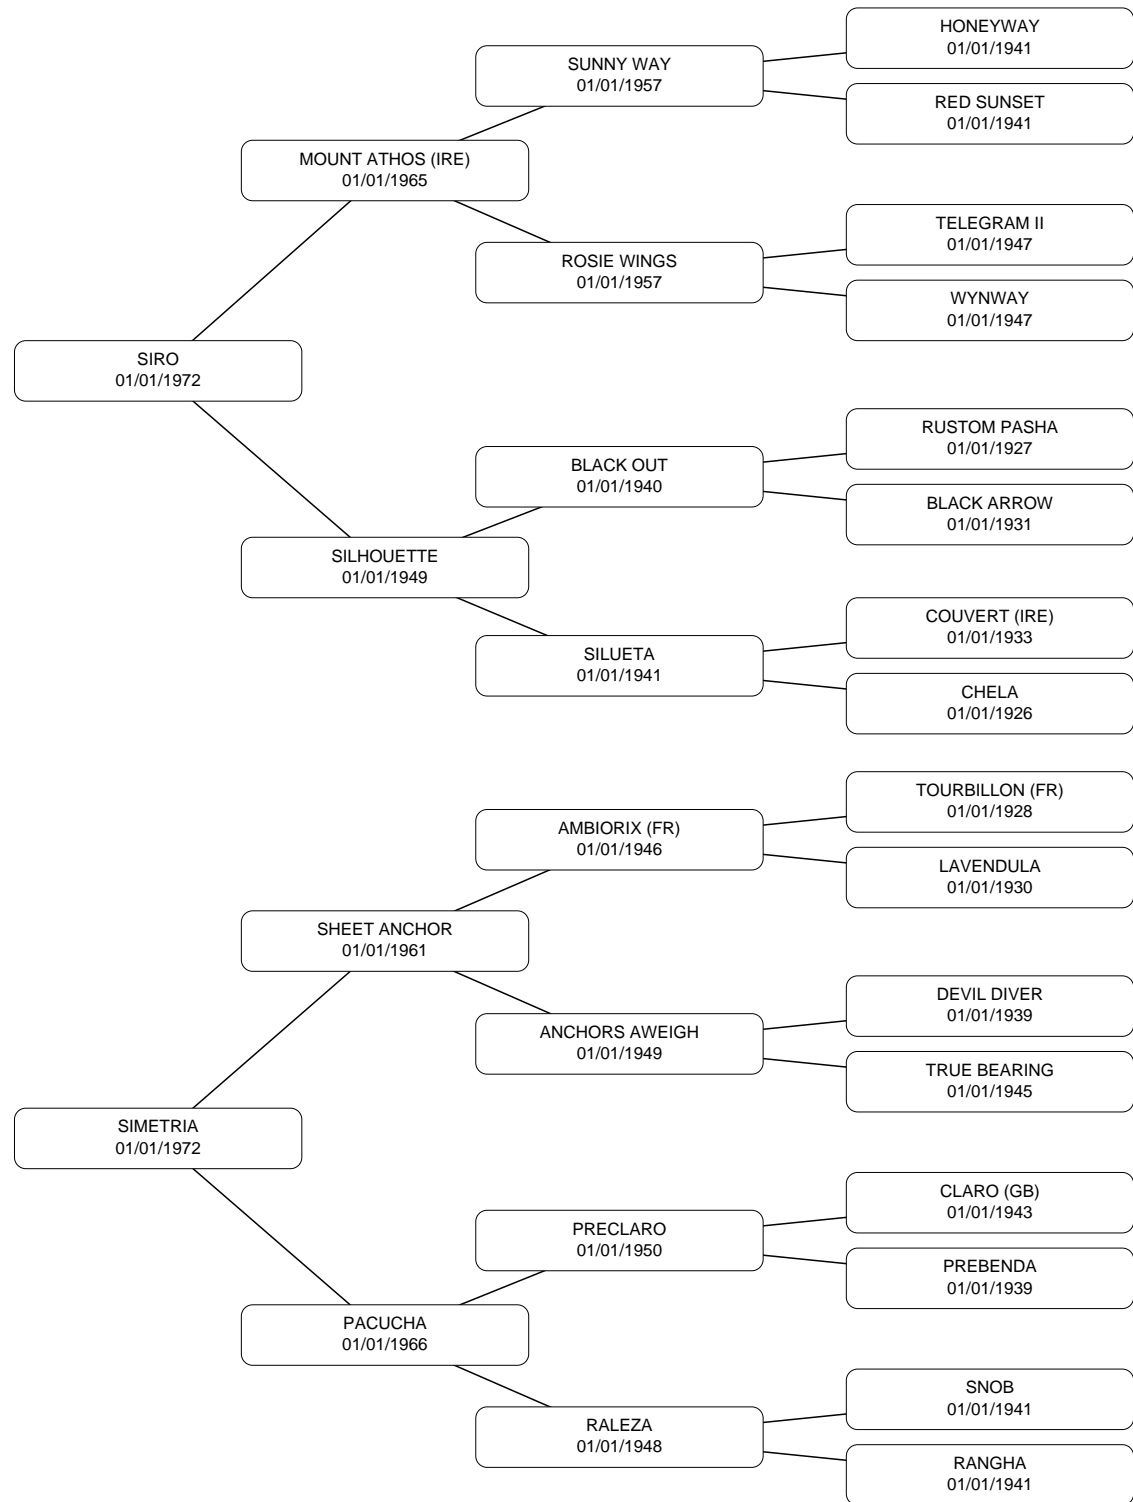 HONEYWAY
01/01/1941
SUNNY WAY
01/01/1957
RED SUNSET
01/01/1941
MOUNT ATHOS (IRE)
01/01/1965
TELEGRAM II
01/01/1947
ROSIE WINGS
01/01/1957
WYNWAY
01/01/1947
SIRO
01/01/1972
RUSTOM PASHA
01/01/1927
BLACK OUT
01/01/1940
BLACK ARROW
01/01/1931
SILHOUETTE
01/01/1949
COUVERT (IRE)
01/01/1933
SILUETA
01/01/1941
CHELA
01/01/1926
TOURBILLON (FR)
01/01/1928
AMBIORIX (FR)
01/01/1946
LAVENDULA
01/01/1930
SHEET ANCHOR
01/01/1961
DEVIL DIVER
01/01/1939
ANCHORS AWEIGH
01/01/1949
TRUE BEARING
01/01/1945
SIMETRIA
01/01/1972
CLARO (GB)
01/01/1943
PRECLARO
01/01/1950
PREBENDA
01/01/1939
PACUCHA
01/01/1966
SNOB
01/01/1941
RALEZA
01/01/1948
RANGHA
01/01/1941